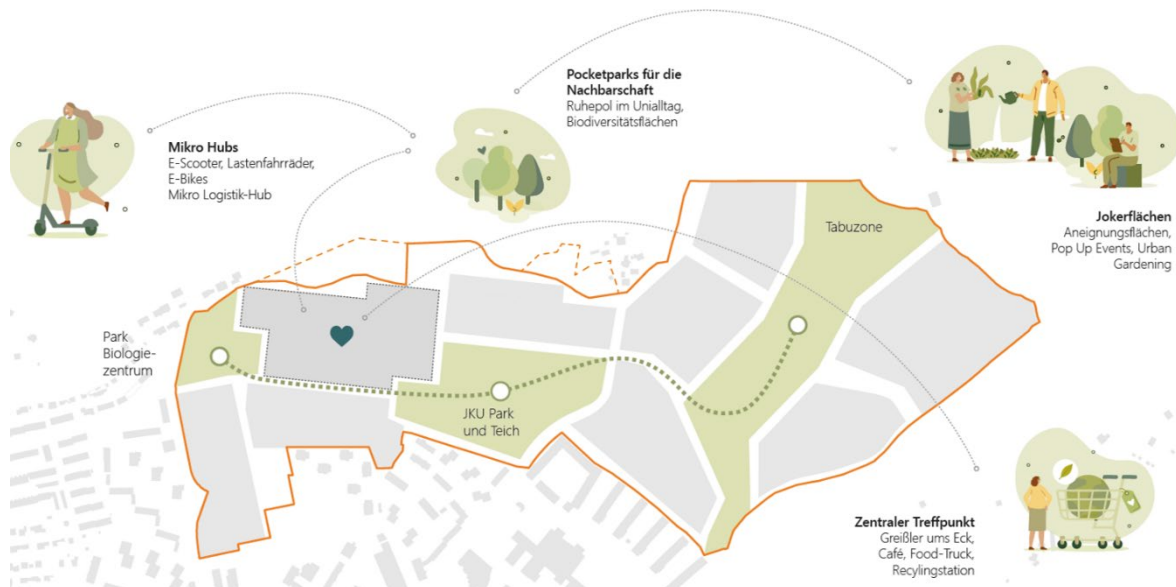 Pocketparks für die
Nachbarschaft
Ruhepol im Unialltag,
Biodiversitätsflächen
Mikro Hubs
E-Scooter, Lastenfahrräder,
E-Bikes
Mikro Logistik-Hub
Jokerflächen
Aneignungsflächen,
Pop Up Events, Urban
Gardening
Tabuzone
Park
Biologie-
zentrum
JKU Park
und Teich
Zentraler Treffpunkt
Greißler ums Eck,
Café, Food-Truck,
Recylingstation